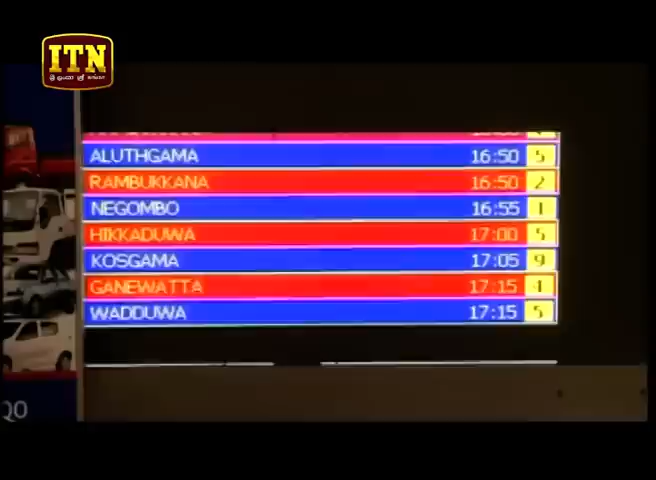 ITN
ALUTHGAMA 16:50 5
RAMBUKKANA 16:50 2
NEGOMBO 16:55 1
HIKKADUWA 17:00 5
KOSGAMA 17:05 9
GANEWATTA 17:15 4
WADDUWA 17:15 5